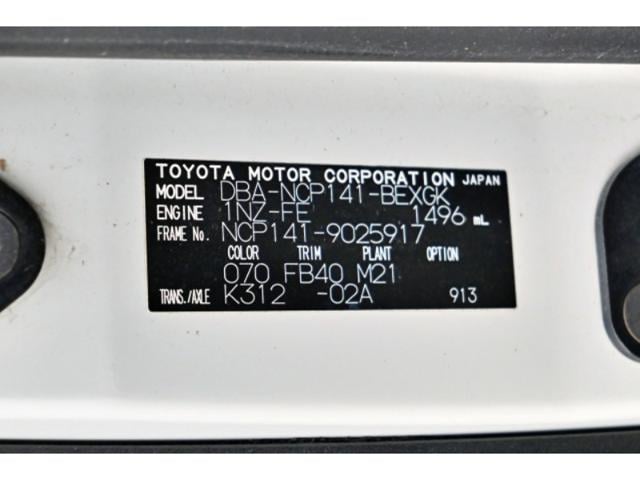 TOYOTA MOTOR CORPORATION JAPAN
MODEL DBA-NCP141-BEXGK
ENGINE 1NZ-FE 1496 mL
FRAME No. NCP141-9025917
COLOR TRIM PLANT OPTION
070 FB40 M21
TRANS./AXLE K312 -02A 913